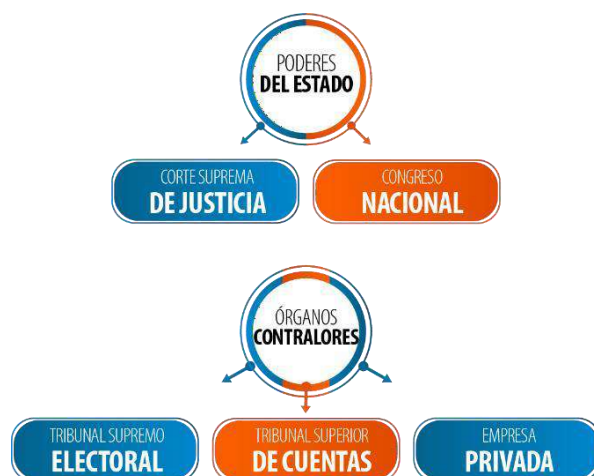 PODERES
DEL ESTADO
CORTE SUPREMA
DE JUSTICIA
CONGRESO
NACIONAL
ÓRGANOS
CONTRALORES
TRIBUNAL SUPREMO
ELECTORAL
TRIBUNAL SUPERIOR
DE CUENTAS
EMPRESA
PRIVADA